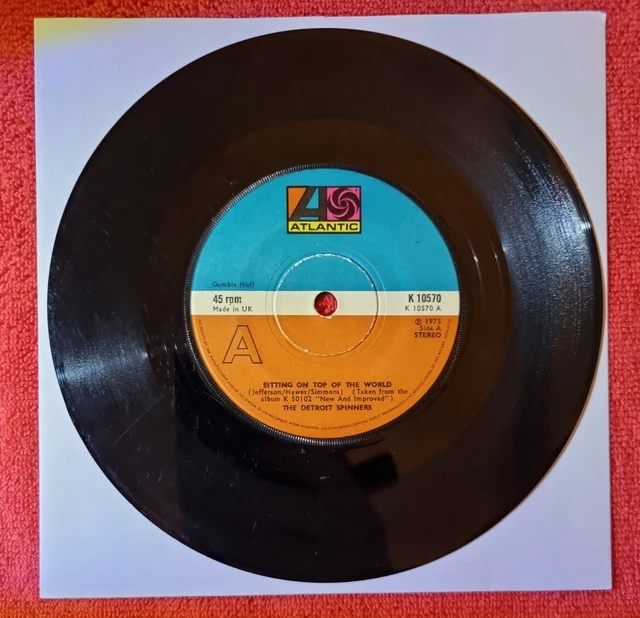 ATLANTIC
Gamble Huff
45 rpm
Made in UK
K 10570
K 10570 A
A
℗ 1975
Side A
STEREO
SITTING ON TOP OF THE WORLD
(Jefferson/Hawes/Simmons) (Taken from the
album K 50102 "New And Improved")
THE DETROIT SPINNERS